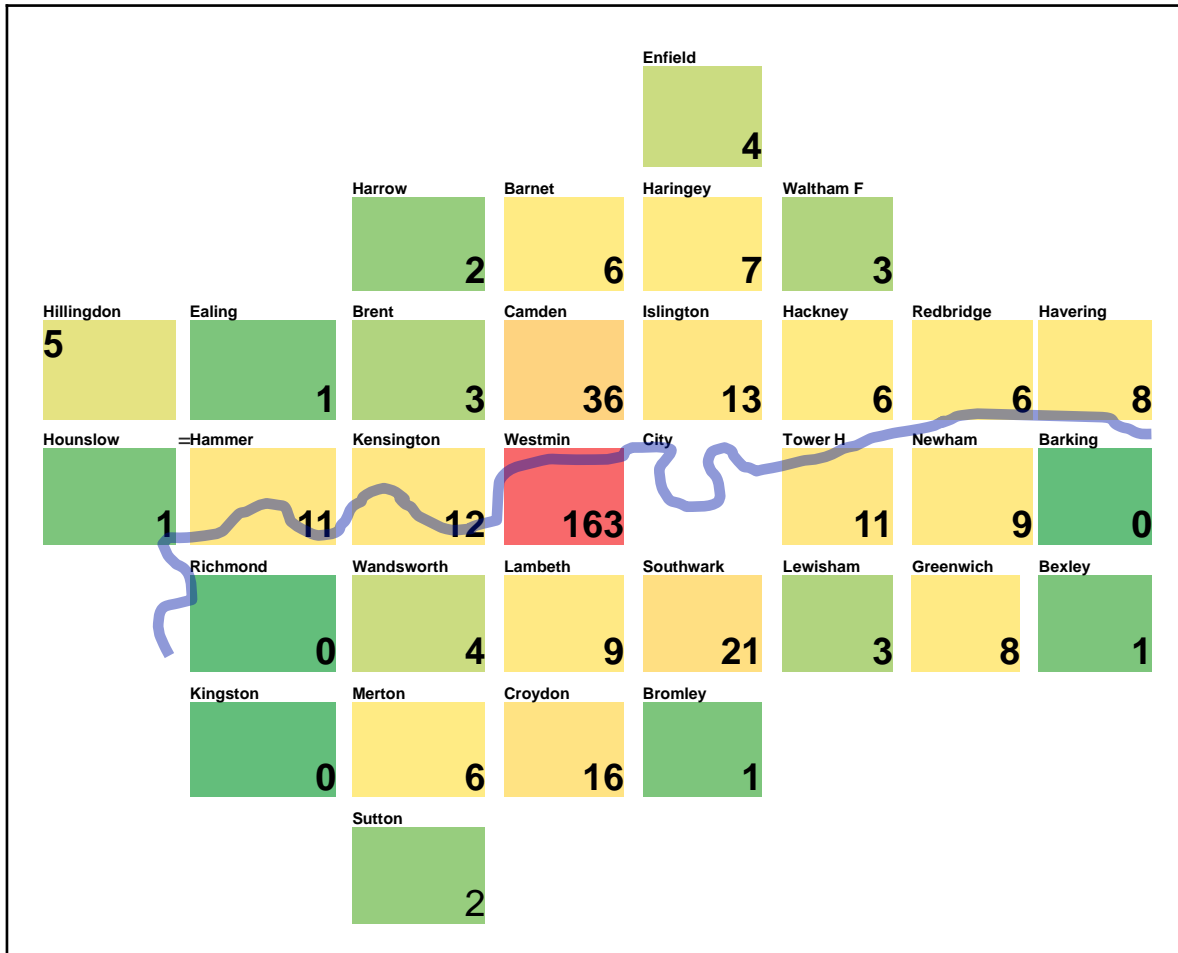 Enfield
4
Harrow Barnet Haringey Waltham F
2 6 7 3
Hillingdon Ealing Brent Camden Islington Hackney Redbridge Havering
5
1 3 36 13 6 6 8
Hounslow =Hammer Kensington Westmin City Tower H Newham Barking
1 11 12 163 11 9 0
Richmond Wandsworth Lambeth Southwark Lewisham Greenwich Bexley
0 4 9 21 3 8 1
Kingston Merton Croydon Bromley
0 6 16 1
Sutton
2